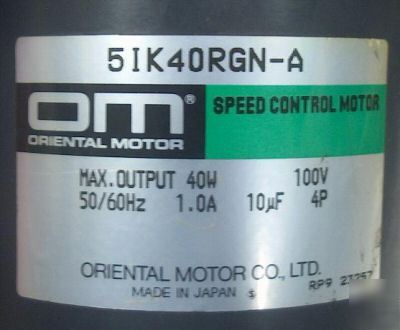 5IK40RGN-A
OM®
ORIENTAL MOTOR
SPEED CONTROL MOTOR
MAX.OUTPUT 40W 100V
50/60Hz 1.0A 10µF 4P
ORIENTAL MOTOR CO., LTD.
MADE IN JAPAN S
RP9